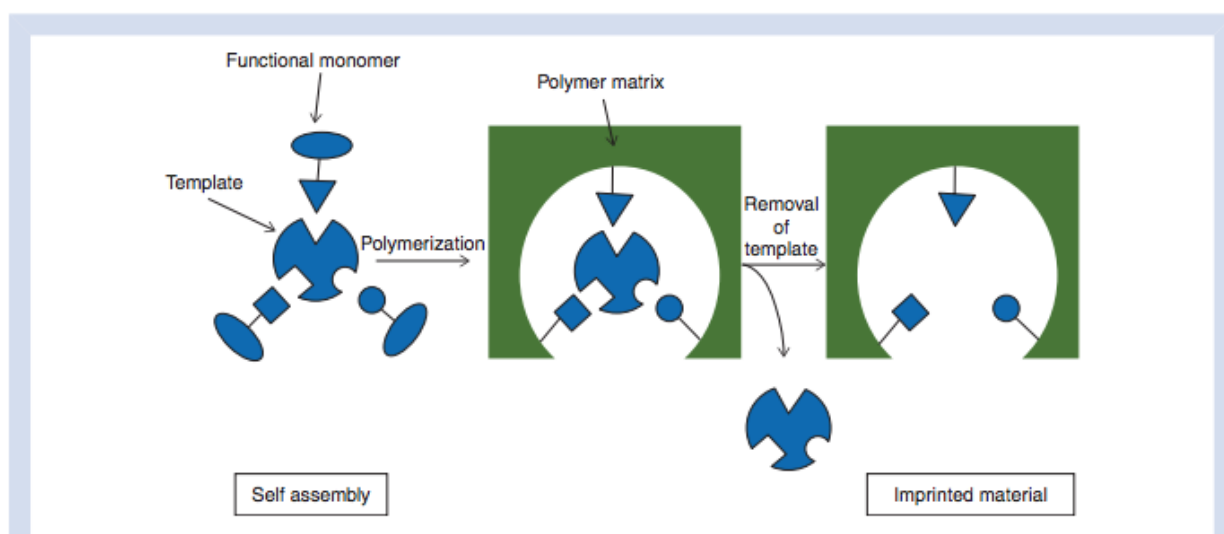 Functional monomer
Polymer matrix
Template
Polymerization
Removal
of
template
Self assembly
Imprinted material